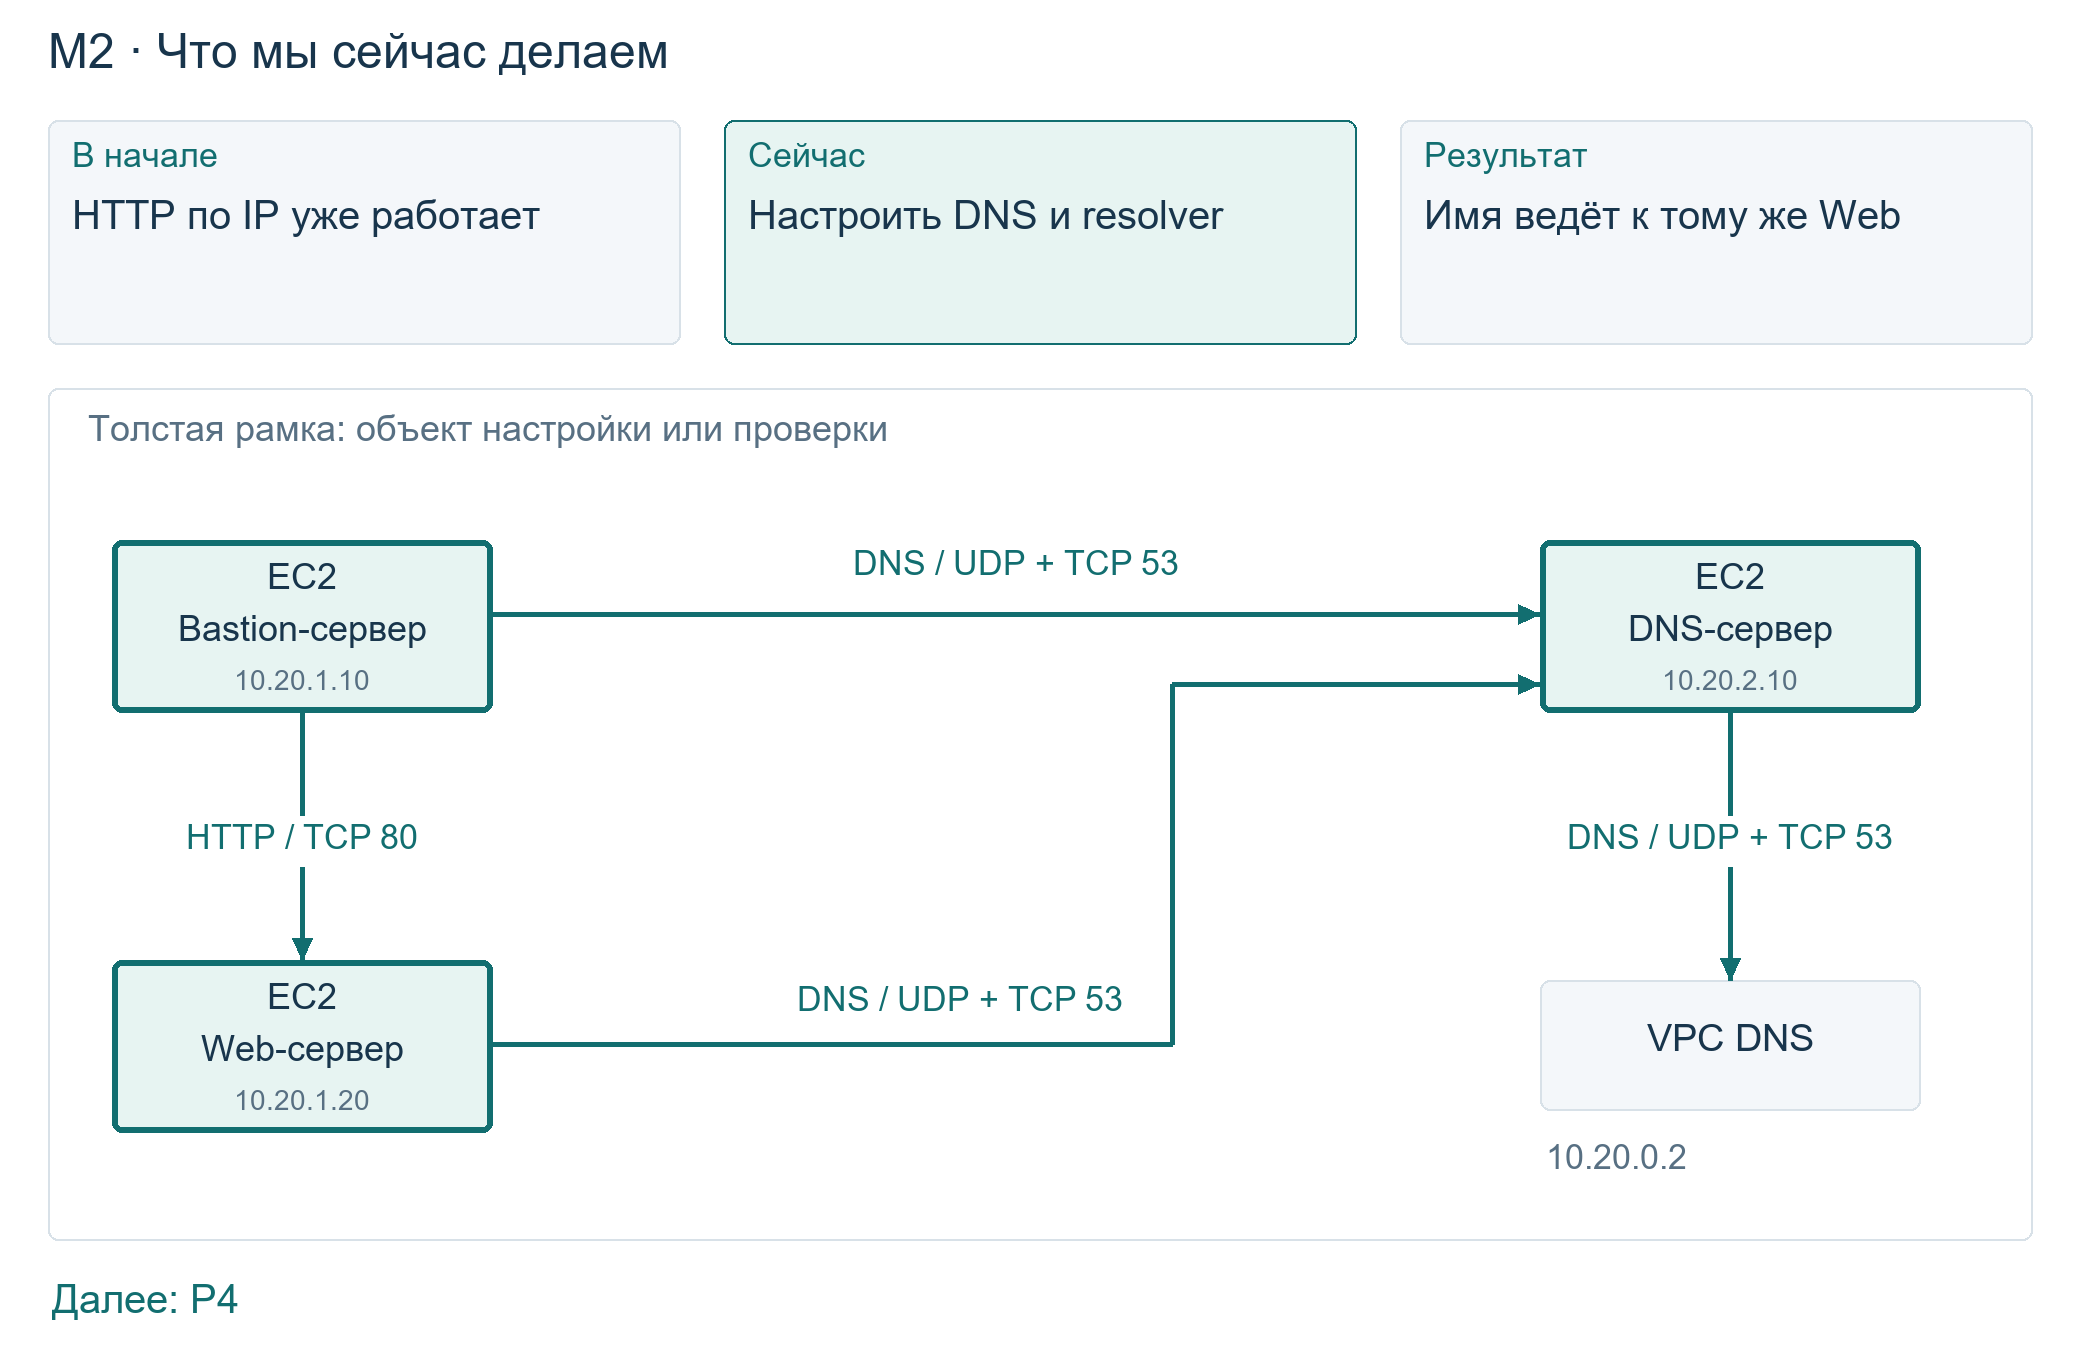 М2 · Что мы сейчас делаем
В начале
HTTP по IP уже работает
Сейчас
Настроить DNS и resolver
Результат
Имя ведёт к тому же Web
Толстая рамка: объект настройки или проверки
EC2
Bastion-сервер
10.20.1.10
DNS / UDP + TCP 53
EC2
DNS-сервер
10.20.2.10
HTTP / TCP 80
DNS / UDP + TCP 53
EC2
Web-сервер
10.20.1.20
DNS / UDP + TCP 53
VPC DNS
10.20.0.2
Далее: P4